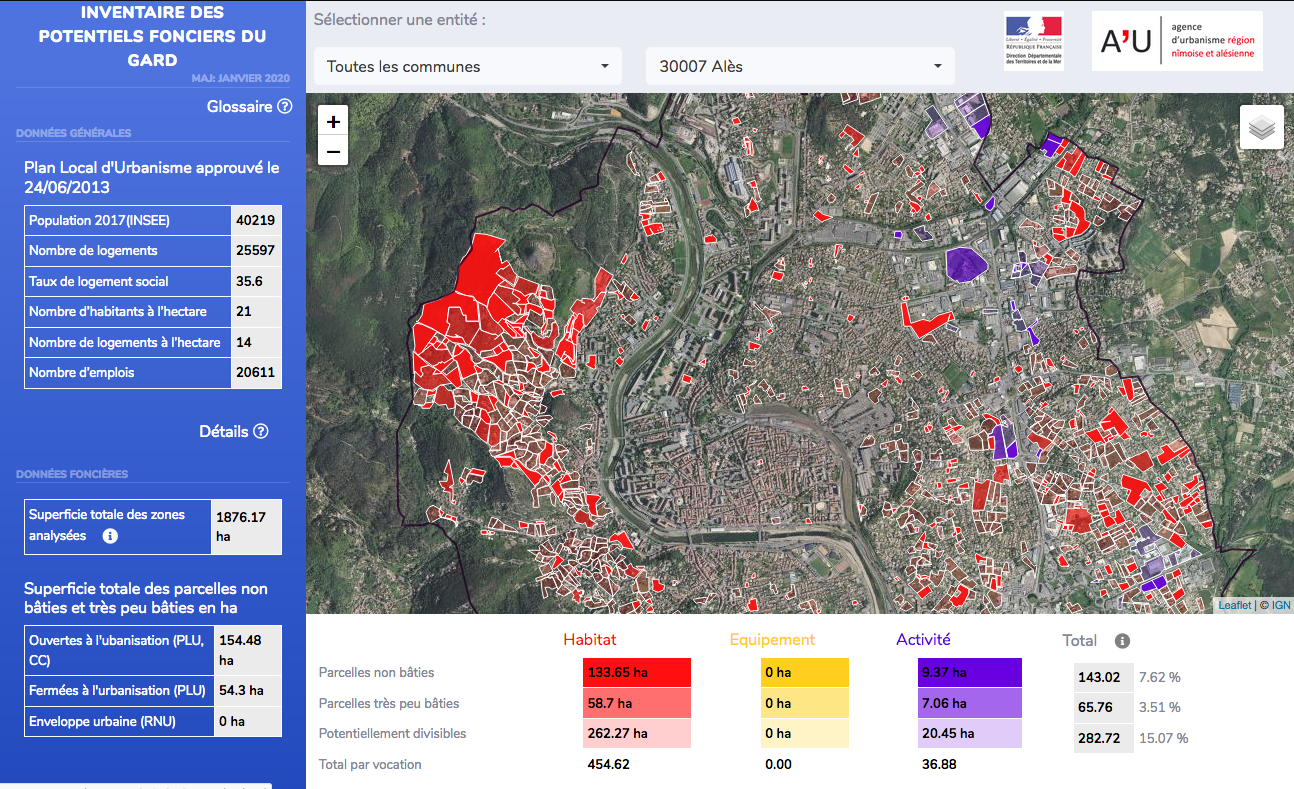 INVENTAIRE DES
POTENTIELS FONCIERS DU
GARD
MAJ: JANVIER 2020
Glossaire
DONNÉES GÉNÉRALES
Plan Local d'Urbanisme approuvé le
24/06/2013
Population 2017(INSEE) 40219
Nombre de logements 25597
Taux de logement social 35.6
Nombre d'habitants à l'hectare 21
Nombre de logements à l'hectare 14
Nombre d'emplois 20611
Détails
DONNÉES FONCIÈRES
Superficie totale des zones
analysées
1876.17
ha
Superficie totale des parcelles non
bâties et très peu bâties en ha
Ouvertes à l'ubanisation (PLU,
CC)
154.48
ha
Fermées à l'urbanisation (PLU) 54.3 ha
Enveloppe urbaine (RNU) 0 ha
Sélectionner une entité :
Toutes les communes
30007 Alès
Liberté • Égalité • Fraternité
RÉPUBLIQUE FRANÇAISE
Direction Départementale
des Territoires et de la Mer
A'U
agence
d'urbanisme région
nîmoise et alésienne
+
−
Leaflet | © IGN
Habitat Equipement Activité Total
Parcelles non bâties 133.65 ha 0 ha 9.37 ha 143.02 7.62 %
Parcelles très peu bâties 58.7 ha 0 ha 7.06 ha 65.76 3.51 %
Potentiellement divisibles 262.27 ha 0 ha 20.45 ha 282.72 15.07 %
Total par vocation 454.62 0.00 36.88